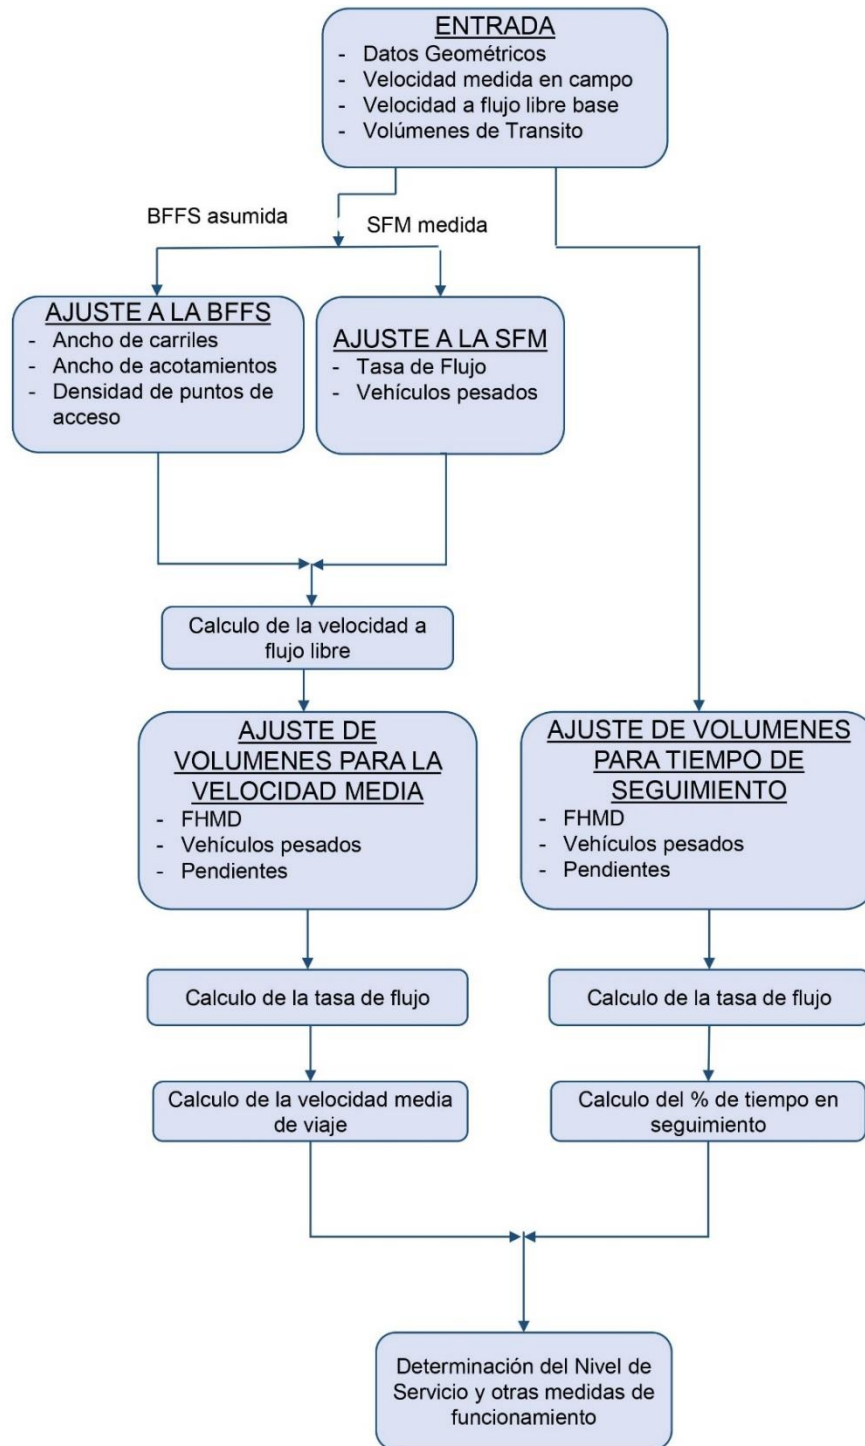 ENTRADA
- Datos Geométricos
- Velocidad medida en campo
- Velocidad a flujo libre base
- Volúmenes de Transito
BFFS asumida
SFM medida
AJUSTE A LA BFFS
- Ancho de carriles
- Ancho de acotamientos
- Densidad de puntos de
acceso
AJUSTE A LA SFM
- Tasa de Flujo
- Vehículos pesados
Calculo de la velocidad a
flujo libre
AJUSTE DE
VOLUMENES PARA LA
VELOCIDAD MEDIA
- FHMD
- Vehículos pesados
- Pendientes
AJUSTE DE VOLUMENES
PARA TIEMPO DE
SEGUIMIENTO
- FHMD
- Vehículos pesados
- Pendientes
Calculo de la tasa de flujo
Calculo de la tasa de flujo
Calculo de la velocidad media
de viaje
Calculo del % de tiempo en
seguimiento
Determinación del Nivel de
Servicio y otras medidas de
funcionamiento